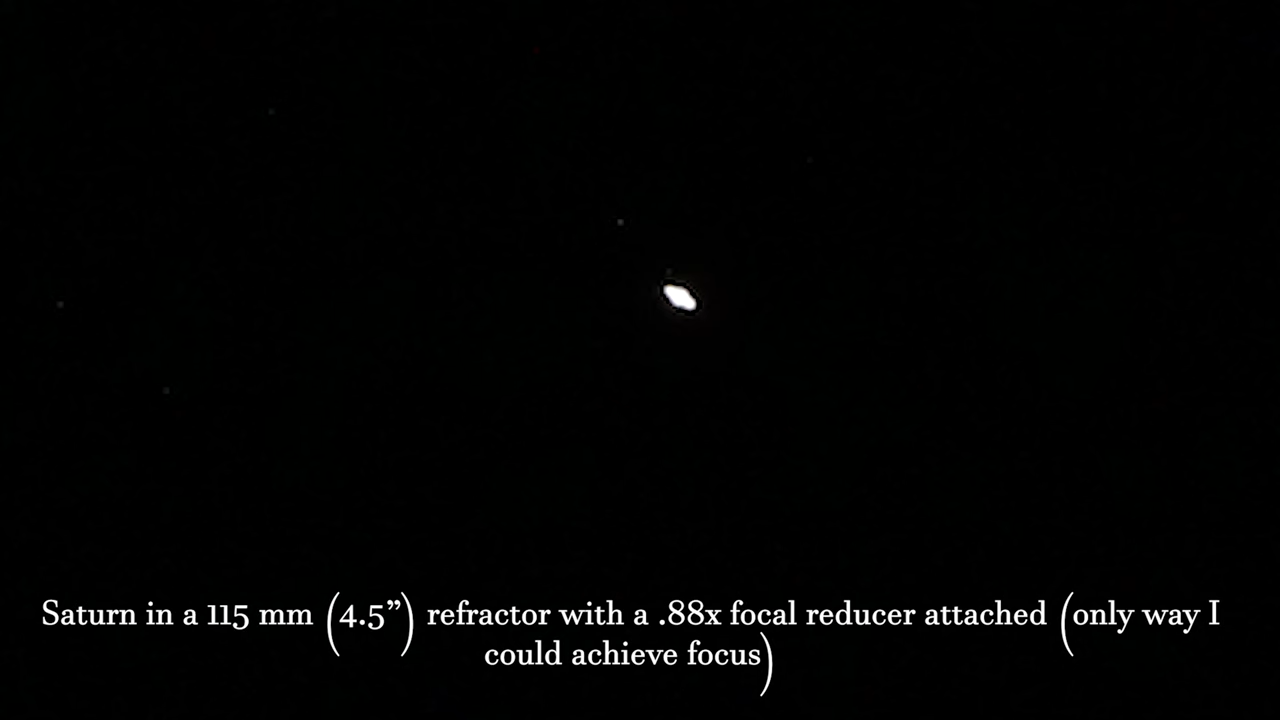 Saturn in a 115 mm (4.5”) refractor with a .88x focal reducer attached (only way I
could achieve focus)